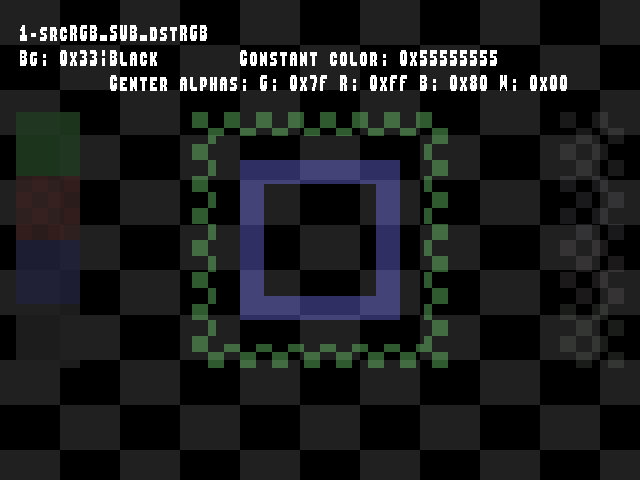 1-srcRGB_SUB_dstRGB
Bg: 0x33¦Black Constant color: 0x55555555
Center alphas: G: 0x7f R: 0xff B: 0x80 W: 0x00